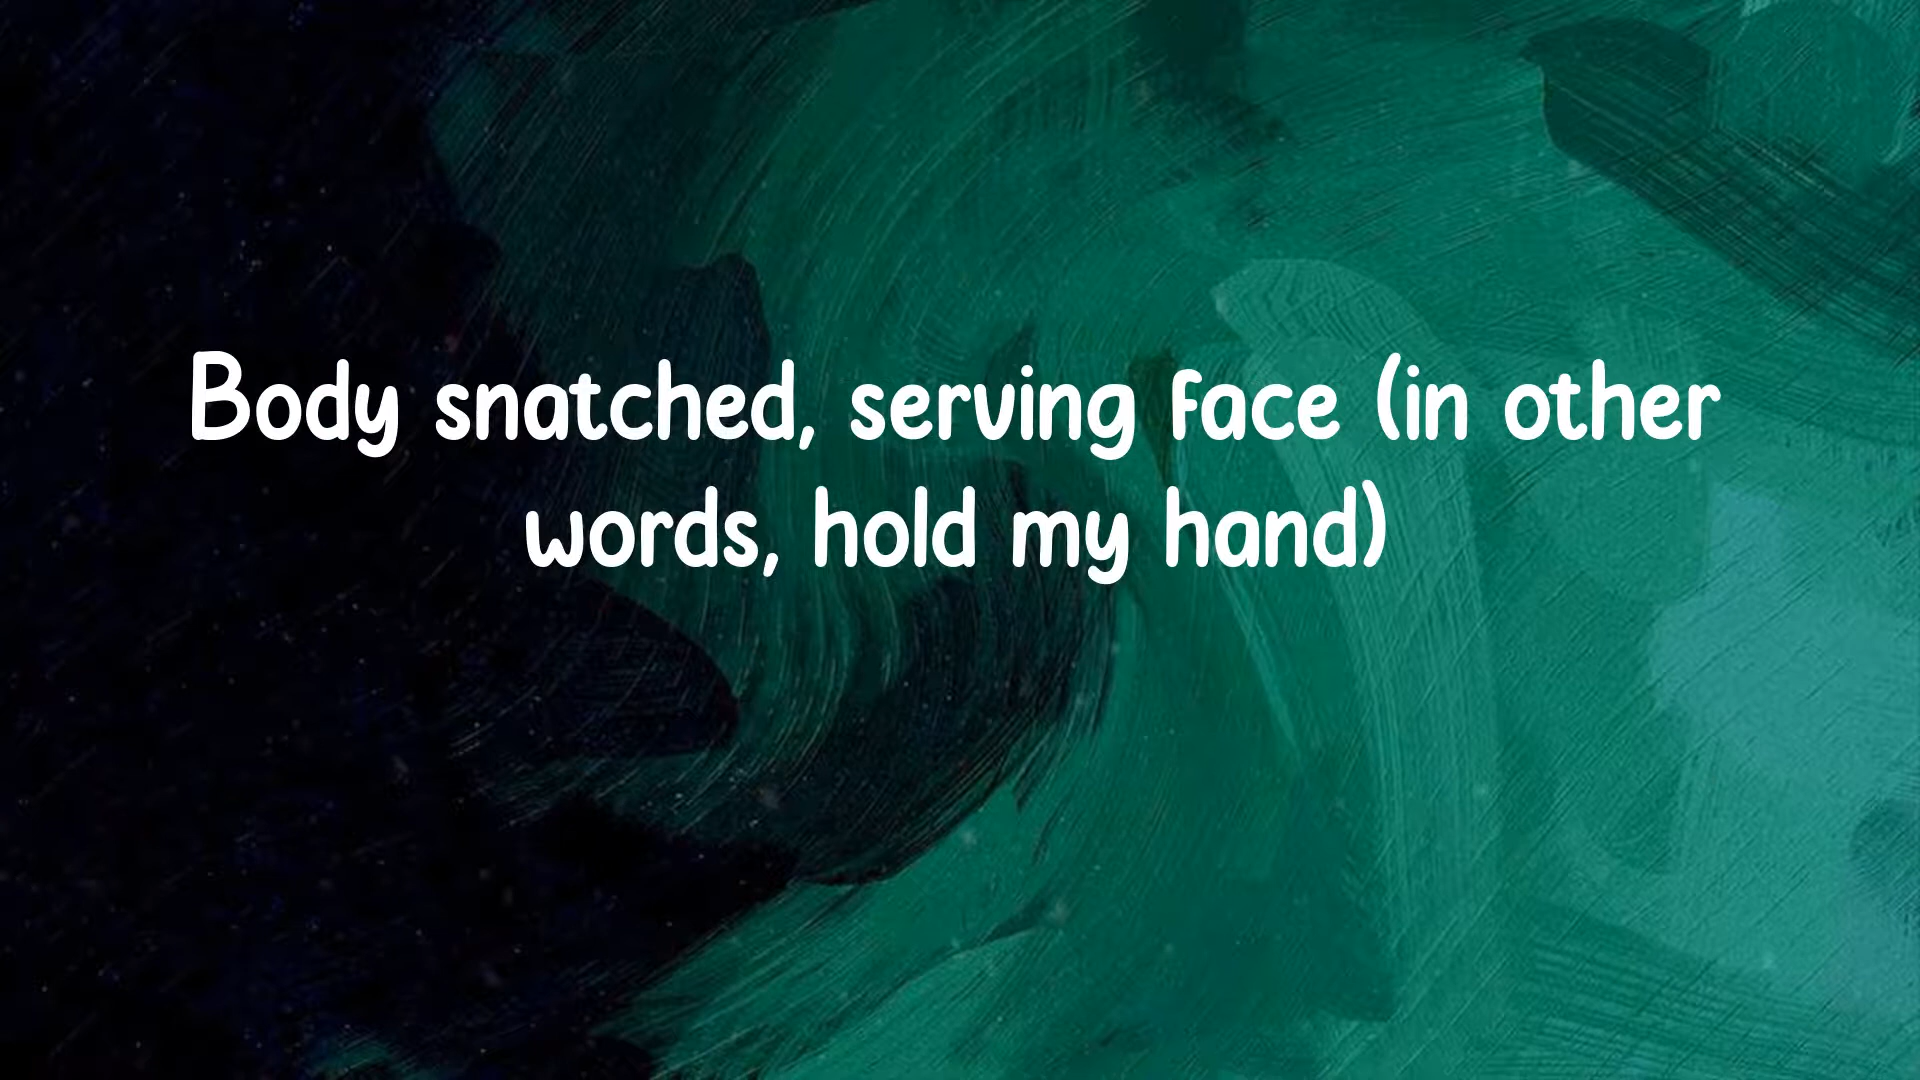 Body snatched, serving face (in other
words, hold my hand)